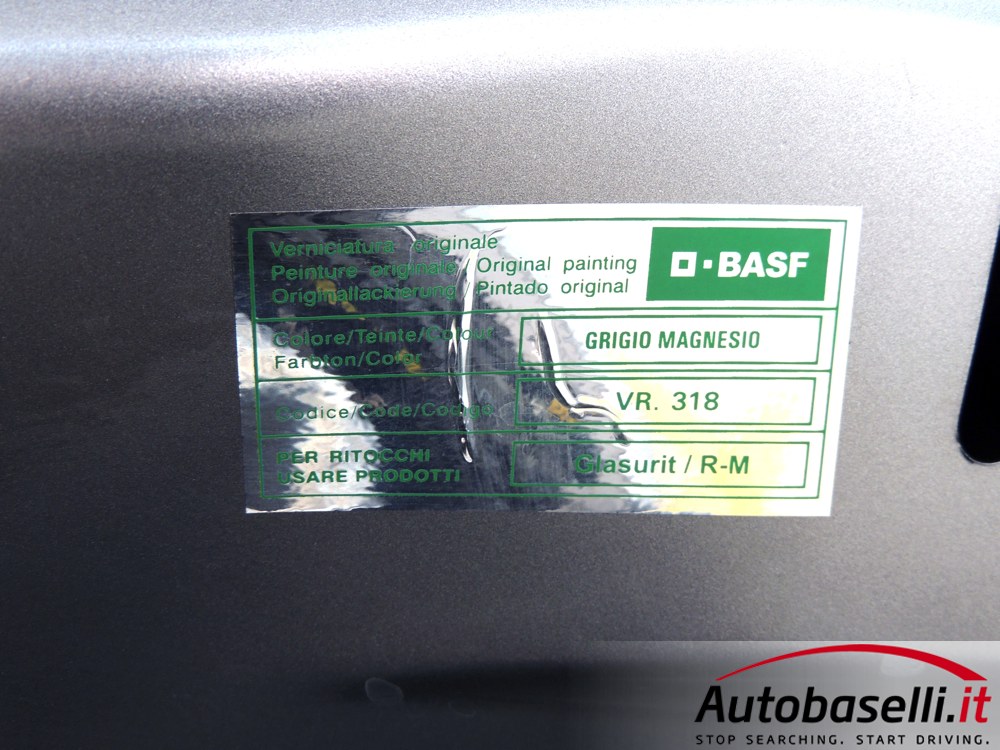 Verniciatura originale
Peinture originale / Original painting
Originallackierung / Pintado original
BASF
Colore/Teinte/Colour
Farbton/Color
GRIGIO MAGNESIO
Codice/Code/Codigo
VR. 318
PER RITOCCHI
USARE PRODOTTI
Glasurit / R-M
Autobaselli.it
STOP SEARCHING. START DRIVING.